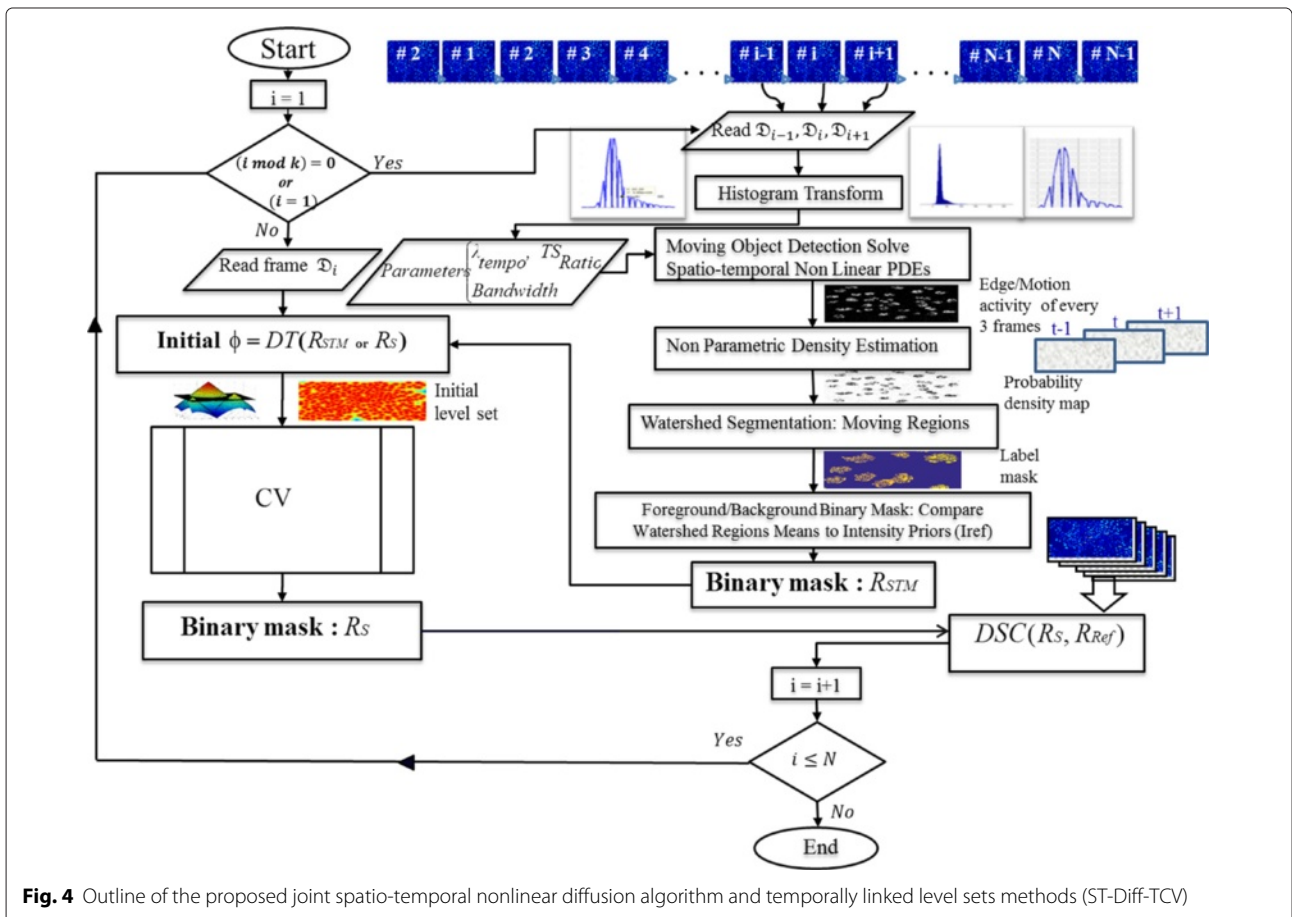 Start
# 2 # 1 # 2 # 3 # 4 . . . # i-1 # i # i+1 . . . # N-1 # N # N-1
i = 1
Read 𝔇i−1, 𝔇i, 𝔇i+1
(i mod k) = 0
or
(i = 1)
Yes
No
Histogram Transform
Read frame 𝔇i
Parameters { λtempo, TS Ratio
Bandwidth
Moving Object Detection Solve
Spatio-temporal Non Linear PDEs
Edge/Motion
activity of every
3 frames
t-1 t t+1
Initial ϕ = DT(RSTM or RS)
Non Parametric Density Estimation
Probability
density map
Initial
level set
Watershed Segmentation: Moving Regions
Label
mask
CV
Foreground/Background Binary Mask: Compare
Watershed Regions Means to Intensity Priors (Iref)
Binary mask : RSTM
Binary mask : RS
DSC(RS, RRef)
i = i+1
Yes
i ≤ N
No
End
Fig. 4 Outline of the proposed joint spatio-temporal nonlinear diffusion algorithm and temporally linked level sets methods (ST-Diff-TCV)